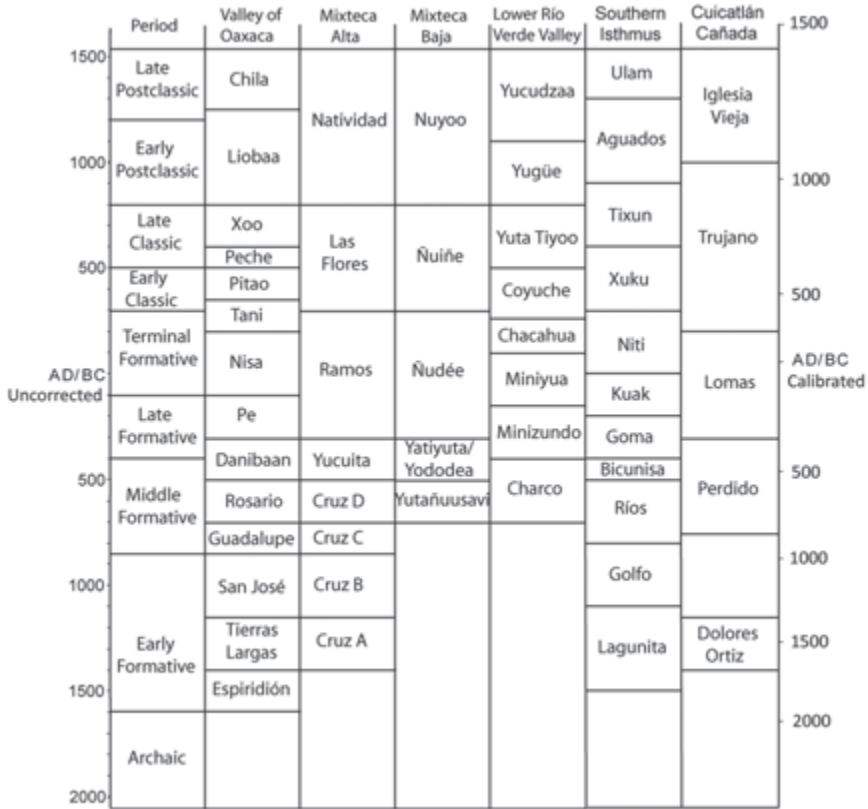 Period
Valley of
Oaxaca
Mixteca
Alta
Mixteca
Baja
Lower Río
Verde Valley
Southern
Isthmus
Cuicatlán
Cañada
1500
1000
500
AD/BC
Uncorrected
500
1000
1500
2000
Late
Postclassic
Early
Postclassic
Late
Classic
Early
Classic
Terminal
Formative
Late
Formative
Middle
Formative
Early
Formative
Archaic
Chila
Liobaa
Xoo
Peche
Pitao
Tani
Nisa
Pe
Danibaan
Rosario
Guadalupe
San José
Tierras
Largas
Espiridión
Natividad
Las
Flores
Ramos
Yucuita
Cruz D
Cruz C
Cruz B
Cruz A
Nuyoo
Ñuiñe
Ñudée
Yatiyuta/
Yododea
Yutañuusavi
Yucudzaa
Yugüe
Yuta Tiyoo
Coyuche
Chacahua
Miniyua
Minizundo
Charco
Ulam
Aguados
Tixun
Xuku
Niti
Kuak
Goma
Bicunisa
Ríos
Golfo
Lagunita
Iglesia
Vieja
Trujano
Lomas
Perdido
Dolores
Ortiz
1500
1000
500
AD/BC
Calibrated
500
1000
1500
2000